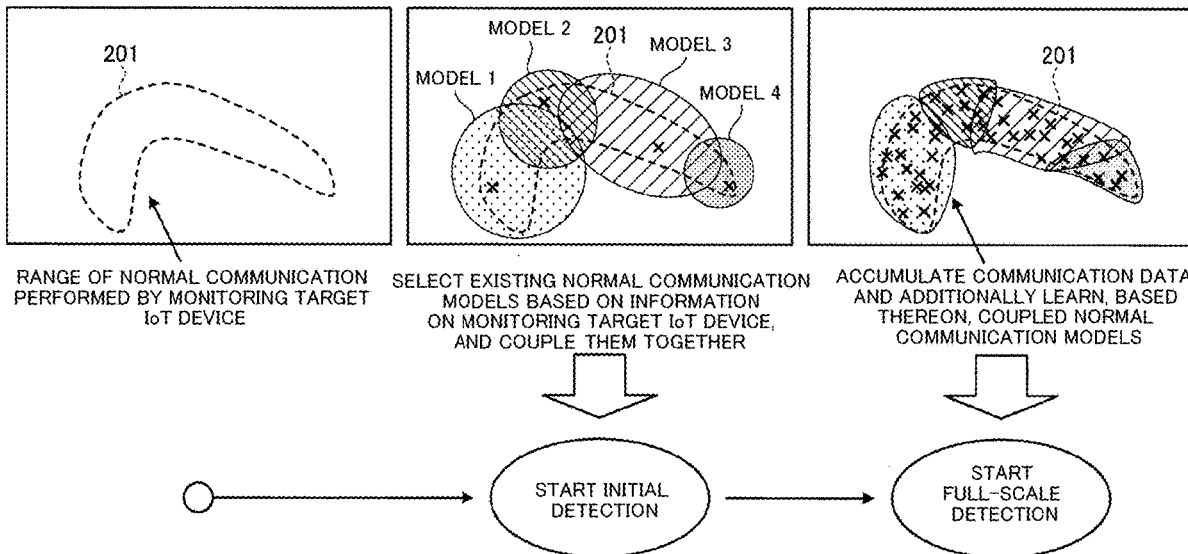 201
MODEL 1
MODEL 2
201
MODEL 3
MODEL 4
201
RANGE OF NORMAL COMMUNICATION
PERFORMED BY MONITORING TARGET
IoT DEVICE
SELECT EXISTING NORMAL COMMUNICATION
MODELS BASED ON INFORMATION
ON MONITORING TARGET IoT DEVICE,
AND COUPLE THEM TOGETHER
ACCUMULATE COMMUNICATION DATA
AND ADDITIONALLY LEARN, BASED
THEREON, COUPLED NORMAL
COMMUNICATION MODELS
START INITIAL
DETECTION
START
FULL-SCALE
DETECTION